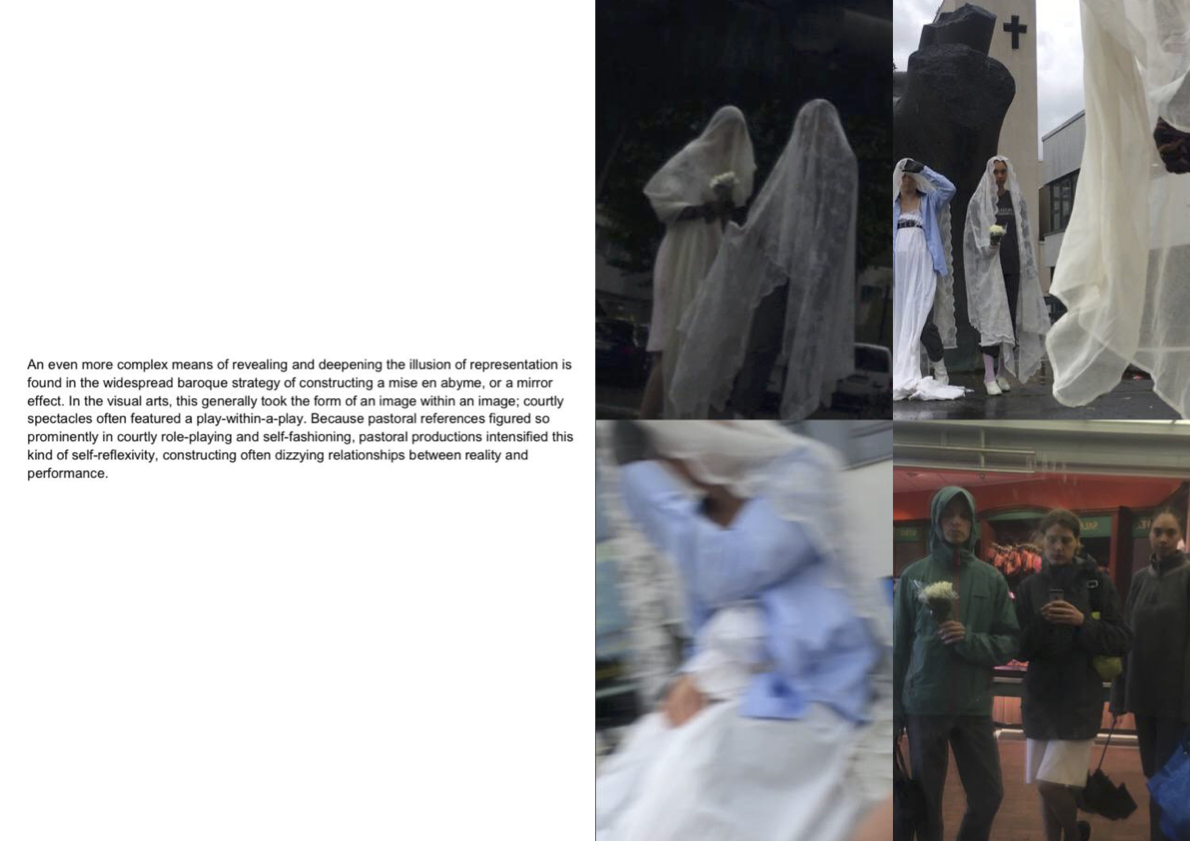 An even more complex means of revealing and deepening the illusion of representation is
found in the widespread baroque strategy of constructing a mise en abyme, or a mirror
effect. In the visual arts, this generally took the form of an image within an image; courtly
spectacles often featured a play-within-a-play. Because pastoral references figured so
prominently in courtly role-playing and self-fashioning, pastoral productions intensified this
kind of self-reflexivity, constructing often dizzying relationships between reality and
performance.